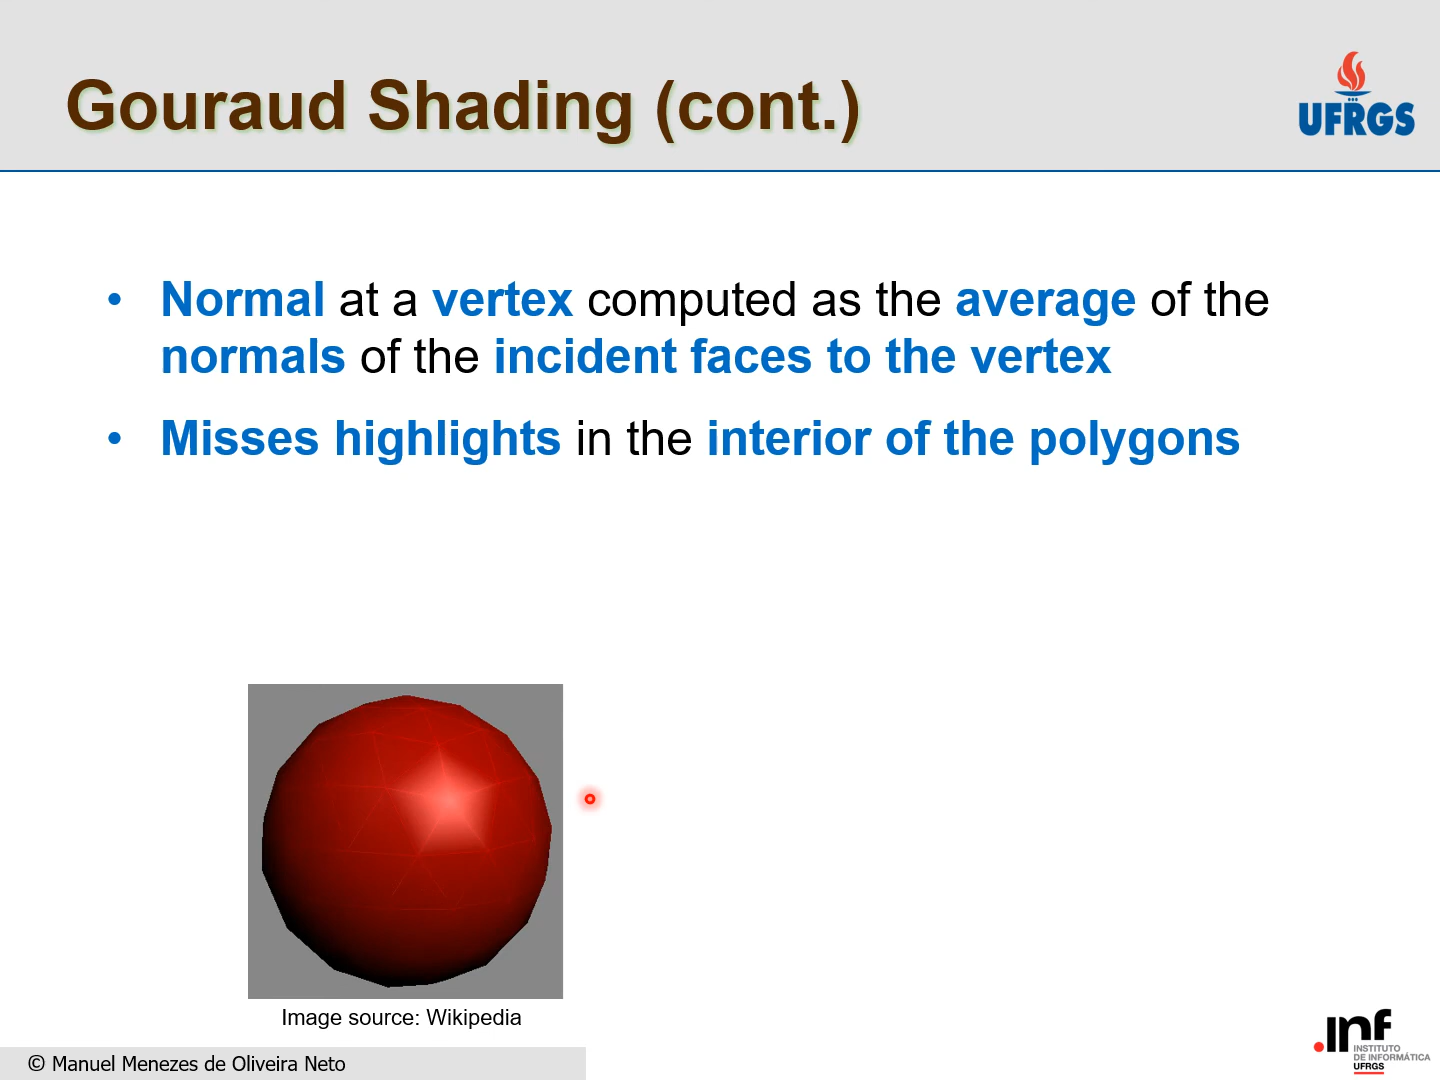 Gouraud Shading (cont.)
UFRGS
• Normal at a vertex computed as the average of the
normals of the incident faces to the vertex
• Misses highlights in the interior of the polygons
Image source: Wikipedia
© Manuel Menezes de Oliveira Neto
.inf
INSTITUTO
DE INFORMÁTICA
UFRGS